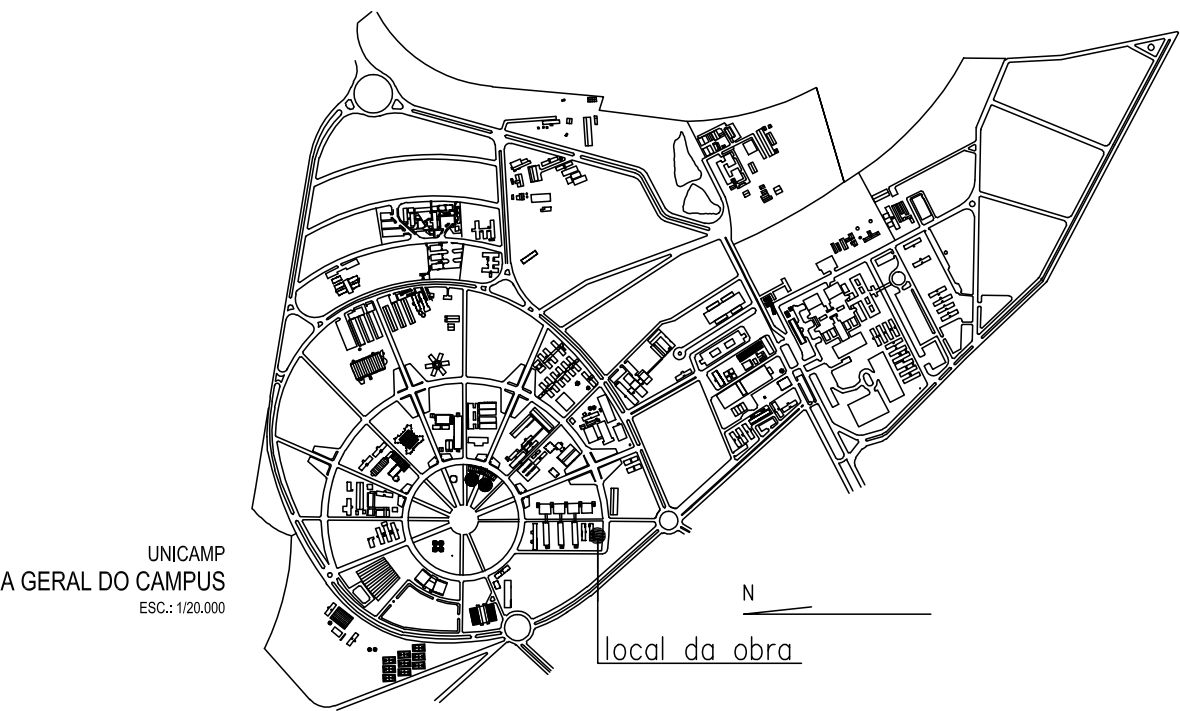 UNICAMP
A GERAL DO CAMPUS
ESC.: 1/20.000
N
local da obra